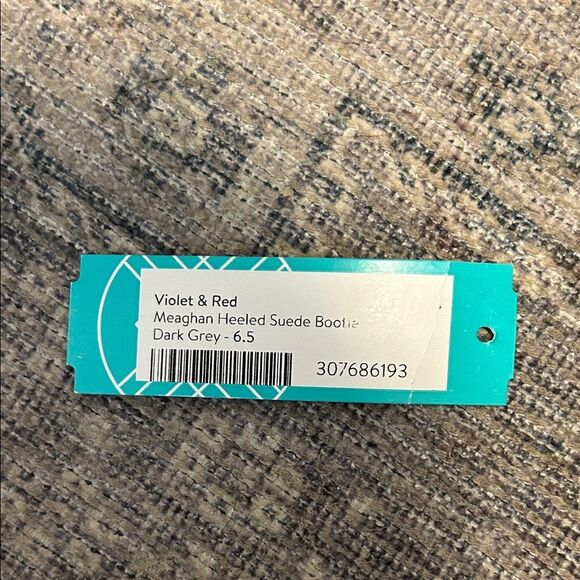 Violet & Red
Meaghan Heeled Suede Bootie
Dark Grey - 6.5
307686193